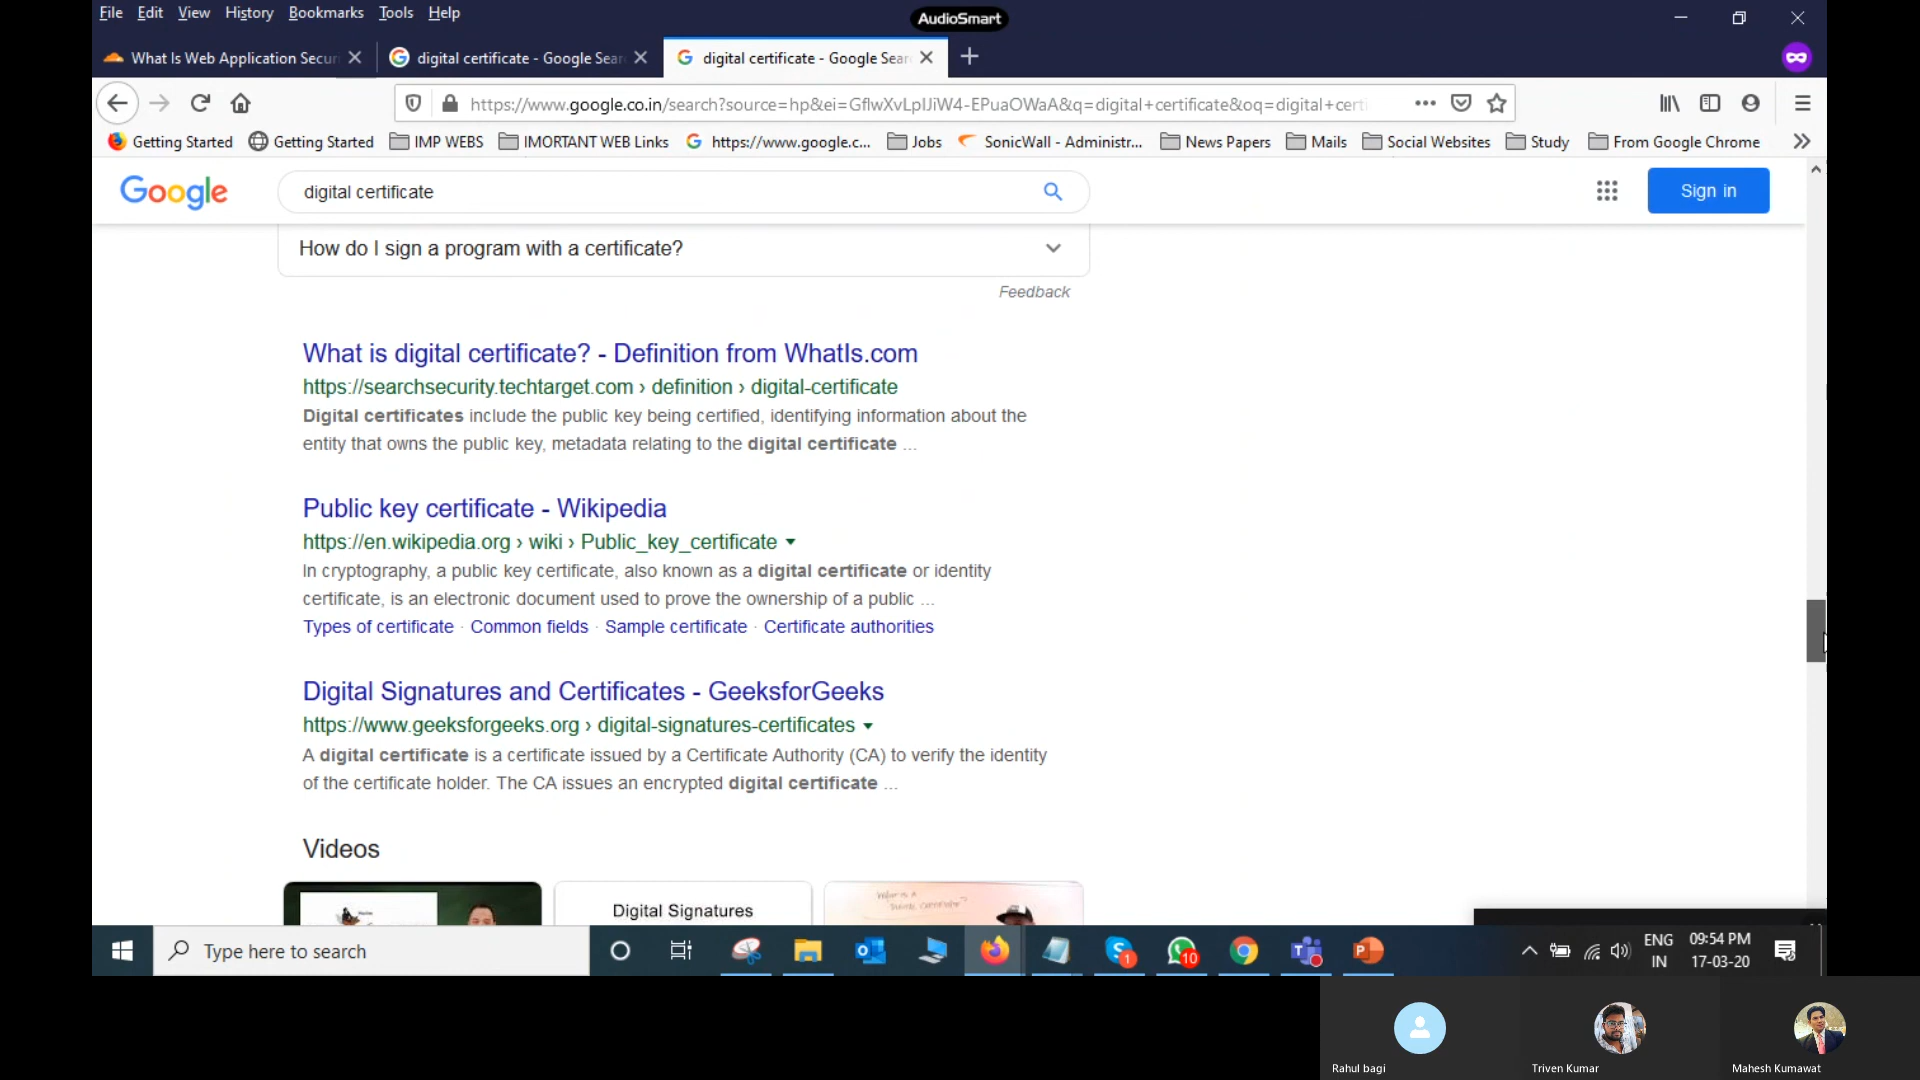 File Edit View History Bookmarks Tools Help
AudioSmart
What Is Web Application Secur
digital certificate - Google Sear
digital certificate - Google Sear
https://www.google.co.in/search?source=hp&ei=GflwXvLpIJiW4-EPuaOWaA&q=digital+certificate&oq=digital+certi
Getting Started Getting Started IMP WEBS IMORTANT WEB Links https://www.google.c... Jobs SonicWall - Administr... News Papers Mails Social Websites Study From Google Chrome
Google digital certificate Sign in
How do I sign a program with a certificate?
Feedback
What is digital certificate? - Definition from WhatIs.com
https://searchsecurity.techtarget.com › definition › digital-certificate
Digital certificates include the public key being certified, identifying information about the
entity that owns the public key, metadata relating to the digital certificate ...
Public key certificate - Wikipedia
https://en.wikipedia.org › wiki › Public_key_certificate
In cryptography, a public key certificate, also known as a digital certificate or identity
certificate, is an electronic document used to prove the ownership of a public ...
Types of certificate · Common fields · Sample certificate · Certificate authorities
Digital Signatures and Certificates - GeeksforGeeks
https://www.geeksforgeeks.org › digital-signatures-certificates
A digital certificate is a certificate issued by a Certificate Authority (CA) to verify the identity
of the certificate holder. The CA issues an encrypted digital certificate ...
Videos
Digital Signatures
Type here to search
1
10
ENG
IN
09:54 PM
17-03-20
Rahul bagi
Triven Kumar
Mahesh Kumawat